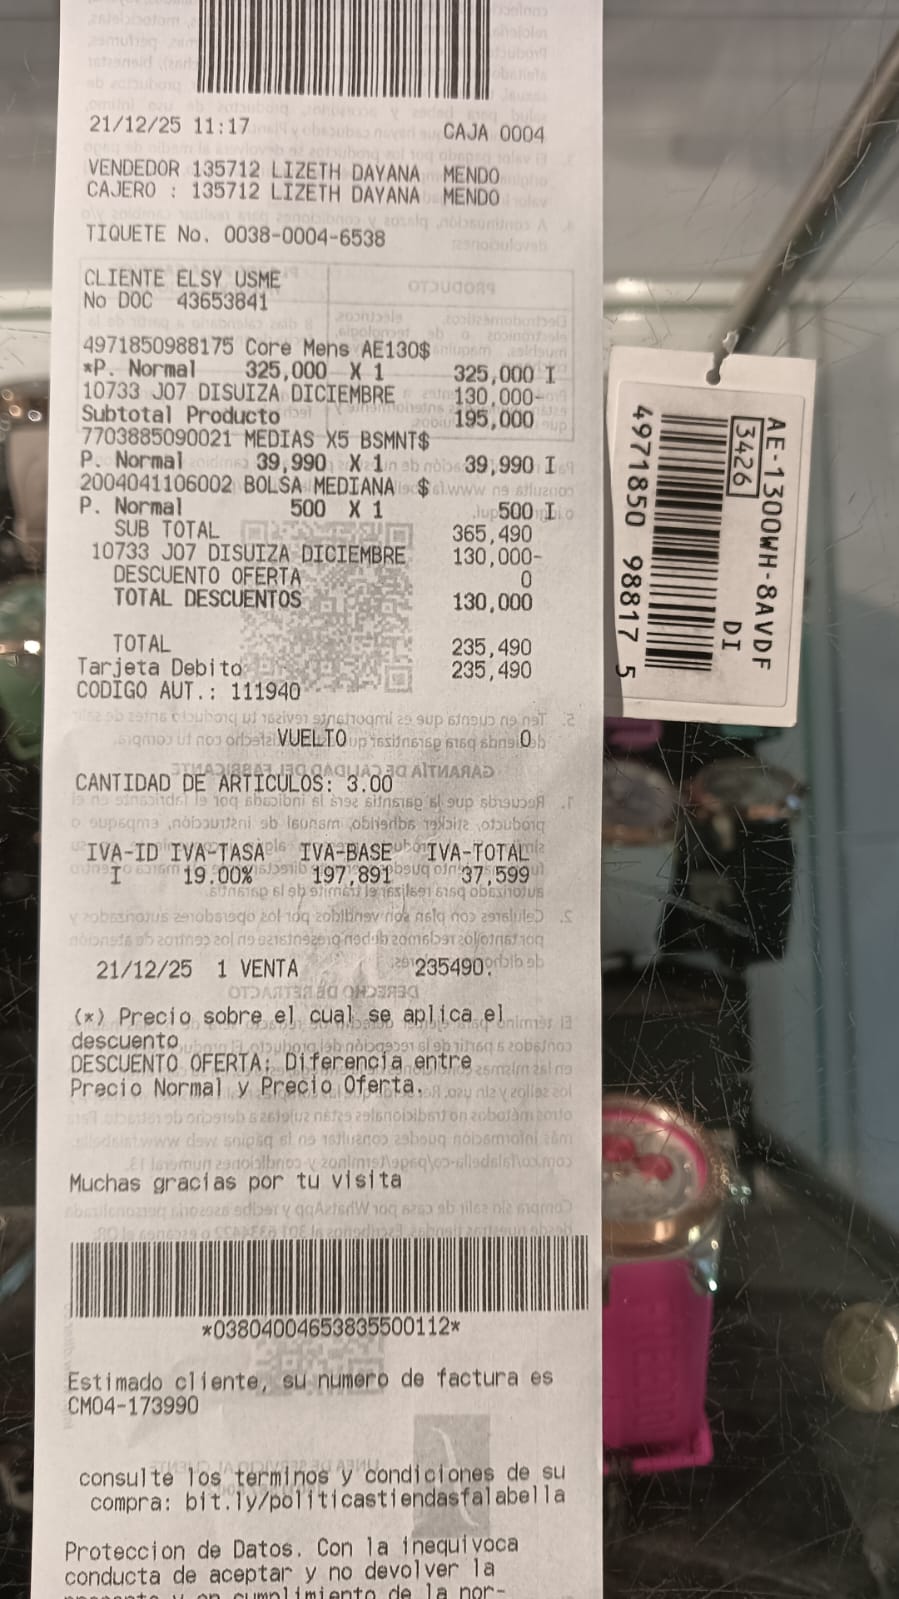 21/12/25 11:17 CAJA 0004
VENDEDOR 135712 LIZETH DAYANA MENDO
CAJERO : 135712 LIZETH DAYANA MENDO
TIQUETE No. 0038-0004-6538
CLIENTE ELSY USME
No DOC 43653841
4971850988175 Core Mens AE130$
*P. Normal 325,000 X 1 325,000 I
10733 J07 DISUIZA DICIEMBRE 130,000-
Subtotal Producto 195,000
7703885090021 MEDIAS X5 BSMNT$
P. Normal 39,990 X 1 39,990 I
2004041106002 BOLSA MEDIANA $
P. Normal 500 X 1 500 I
SUB TOTAL 365,490
10733 J07 DISUIZA DICIEMBRE 130,000-
DESCUENTO OFERTA 0
TOTAL DESCUENTOS 130,000
TOTAL 235,490
Tarjeta Debito 235,490
CODIGO AUT.: 111940
VUELTO 0
CANTIDAD DE ARTICULOS: 3.00
IVA-ID IVA-TASA IVA-BASE IVA-TOTAL
I 19.00% 197,891 37,599
21/12/25 1 VENTA 235490.
(*) Precio sobre el cual se aplica el
descuento
DESCUENTO OFERTA: Diferencia entre
Precio Normal y Precio Oferta.
Muchas gracias por tu visita
*03804004653835500112*
Estimado cliente, su numero de factura es
CM04-173990
consulte los terminos y condiciones de su
compra: bit.ly/politicastiendasfalabella
Proteccion de Datos. Con la inequivoca
conducta de aceptar y no devolver la
AE-1300WH-8AVDF
3426 DI
4971850 98817 5